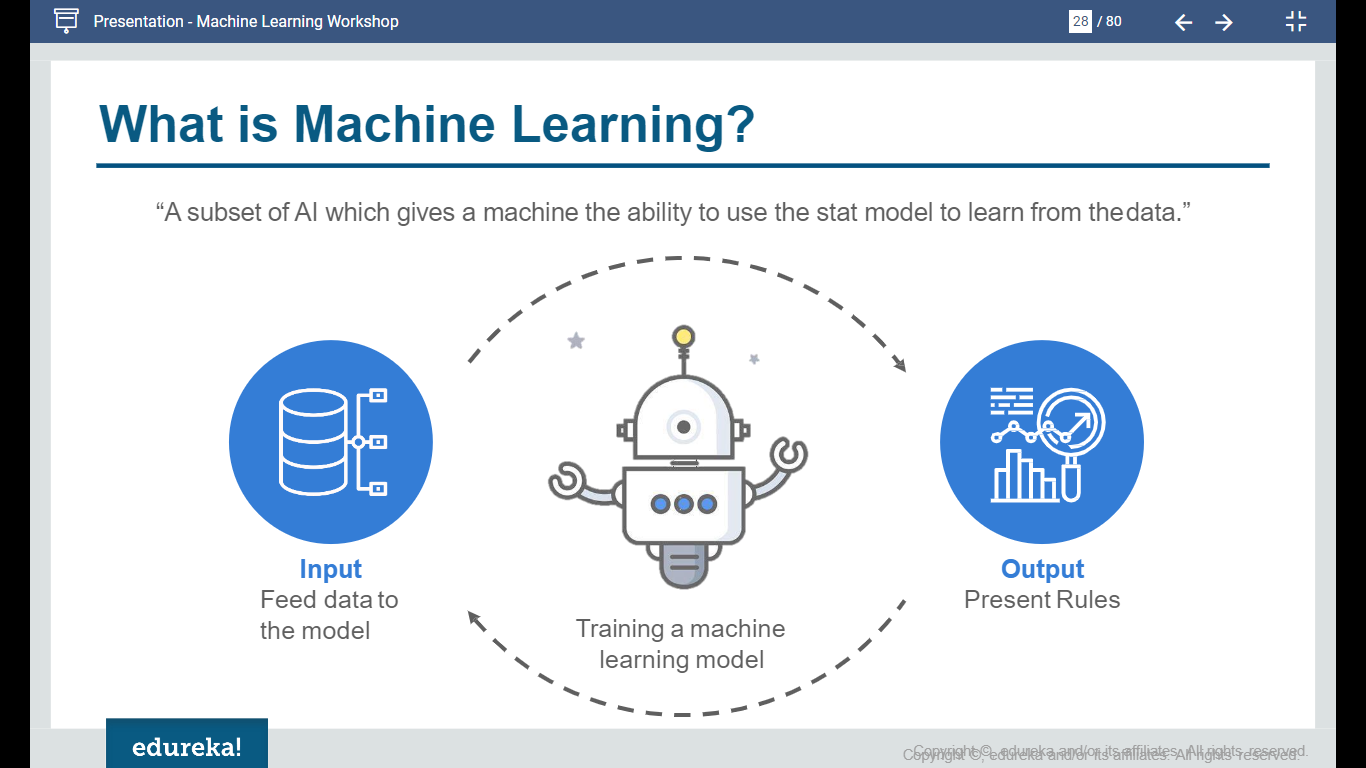 Presentation - Machine Learning Workshop
28 / 80
What is Machine Learning?
“A subset of AI which gives a machine the ability to use the stat model to learn from the data.”
Input
Feed data to
the model
Training a machine
learning model
Output
Present Rules
edureka!
Copyright ©, edureka and/or its affiliates. All rights reserved.
Copyright ©, edureka and/or its affiliates. All rights reserved.